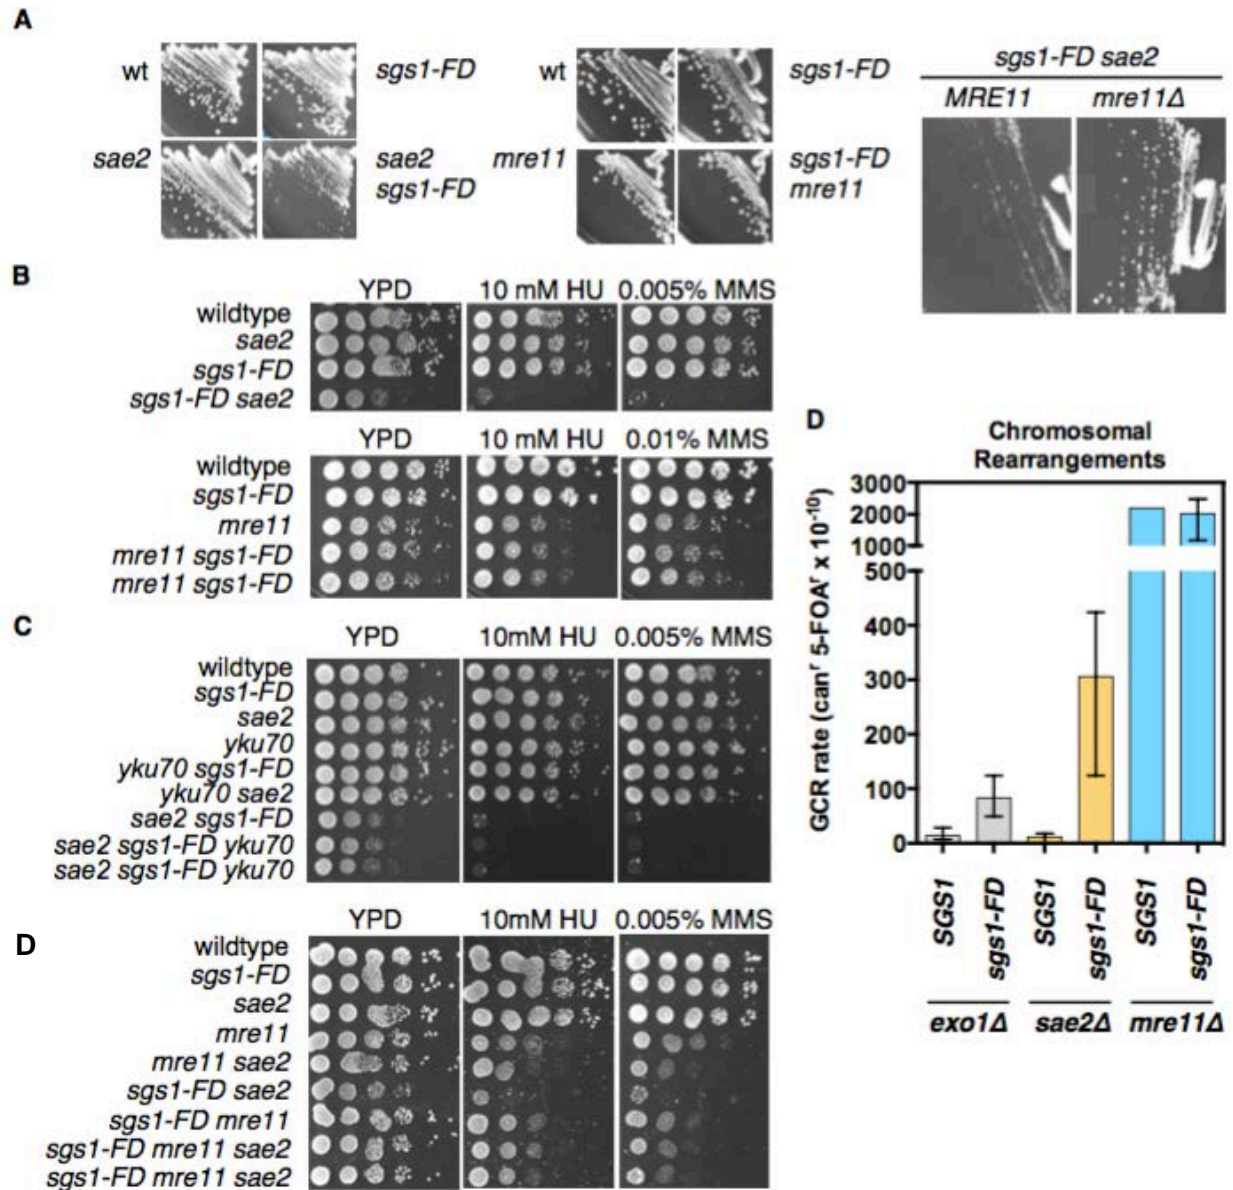 A
wt
sgs1-FD
sae2
sae2
sgs1-FD
wt
sgs1-FD
mre11
sgs1-FD
mre11
sgs1-FD sae2
MRE11 mre11Δ
B
YPD 10 mM HU 0.005% MMS
wildtype
sae2
sgs1-FD
sgs1-FD sae2
YPD 10 mM HU 0.01% MMS
wildtype
sgs1-FD
mre11
mre11 sgs1-FD
mre11 sgs1-FD
C
YPD 10mM HU 0.005% MMS
wildtype
sgs1-FD
sae2
yku70
yku70 sgs1-FD
yku70 sae2
sae2 sgs1-FD
sae2 sgs1-FD yku70
sae2 sgs1-FD yku70
D
YPD 10mM HU 0.005% MMS
wildtype
sgs1-FD
sae2
mre11
mre11 sae2
sgs1-FD sae2
sgs1-FD mre11
sgs1-FD mre11 sae2
sgs1-FD mre11 sae2
D
Chromosomal
Rearrangements
GCR rate (canʳ 5-FOAʳ x 10⁻¹⁰)
3000
2000
1000
500
400
300
200
100
0
SGS1
sgs1-FD
SGS1
sgs1-FD
SGS1
sgs1-FD
exo1Δ sae2Δ mre11Δ